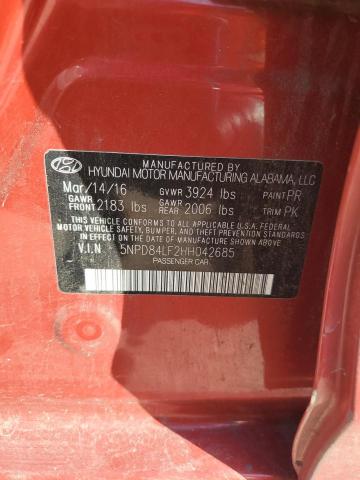 MANUFACTURED BY
HYUNDAI MOTOR MANUFACTURING ALABAMA, LLC
Mar/14/16 GVWR 3924 lbs PAINT PR
GAWR FRONT 2183 lbs GAWR REAR 2006 lbs TRIM PK
THIS VEHICLE CONFORMS TO ALL APPLICABLE U.S.A. FEDERAL
MOTOR VEHICLE SAFETY, BUMPER, AND THEFT PREVENTION
STANDARDS IN EFFECT ON THE DATE OF MANUFACTURE SHOWN ABOVE.
V.I.N 5NPD84LF2HH042685
PASSENGER CAR